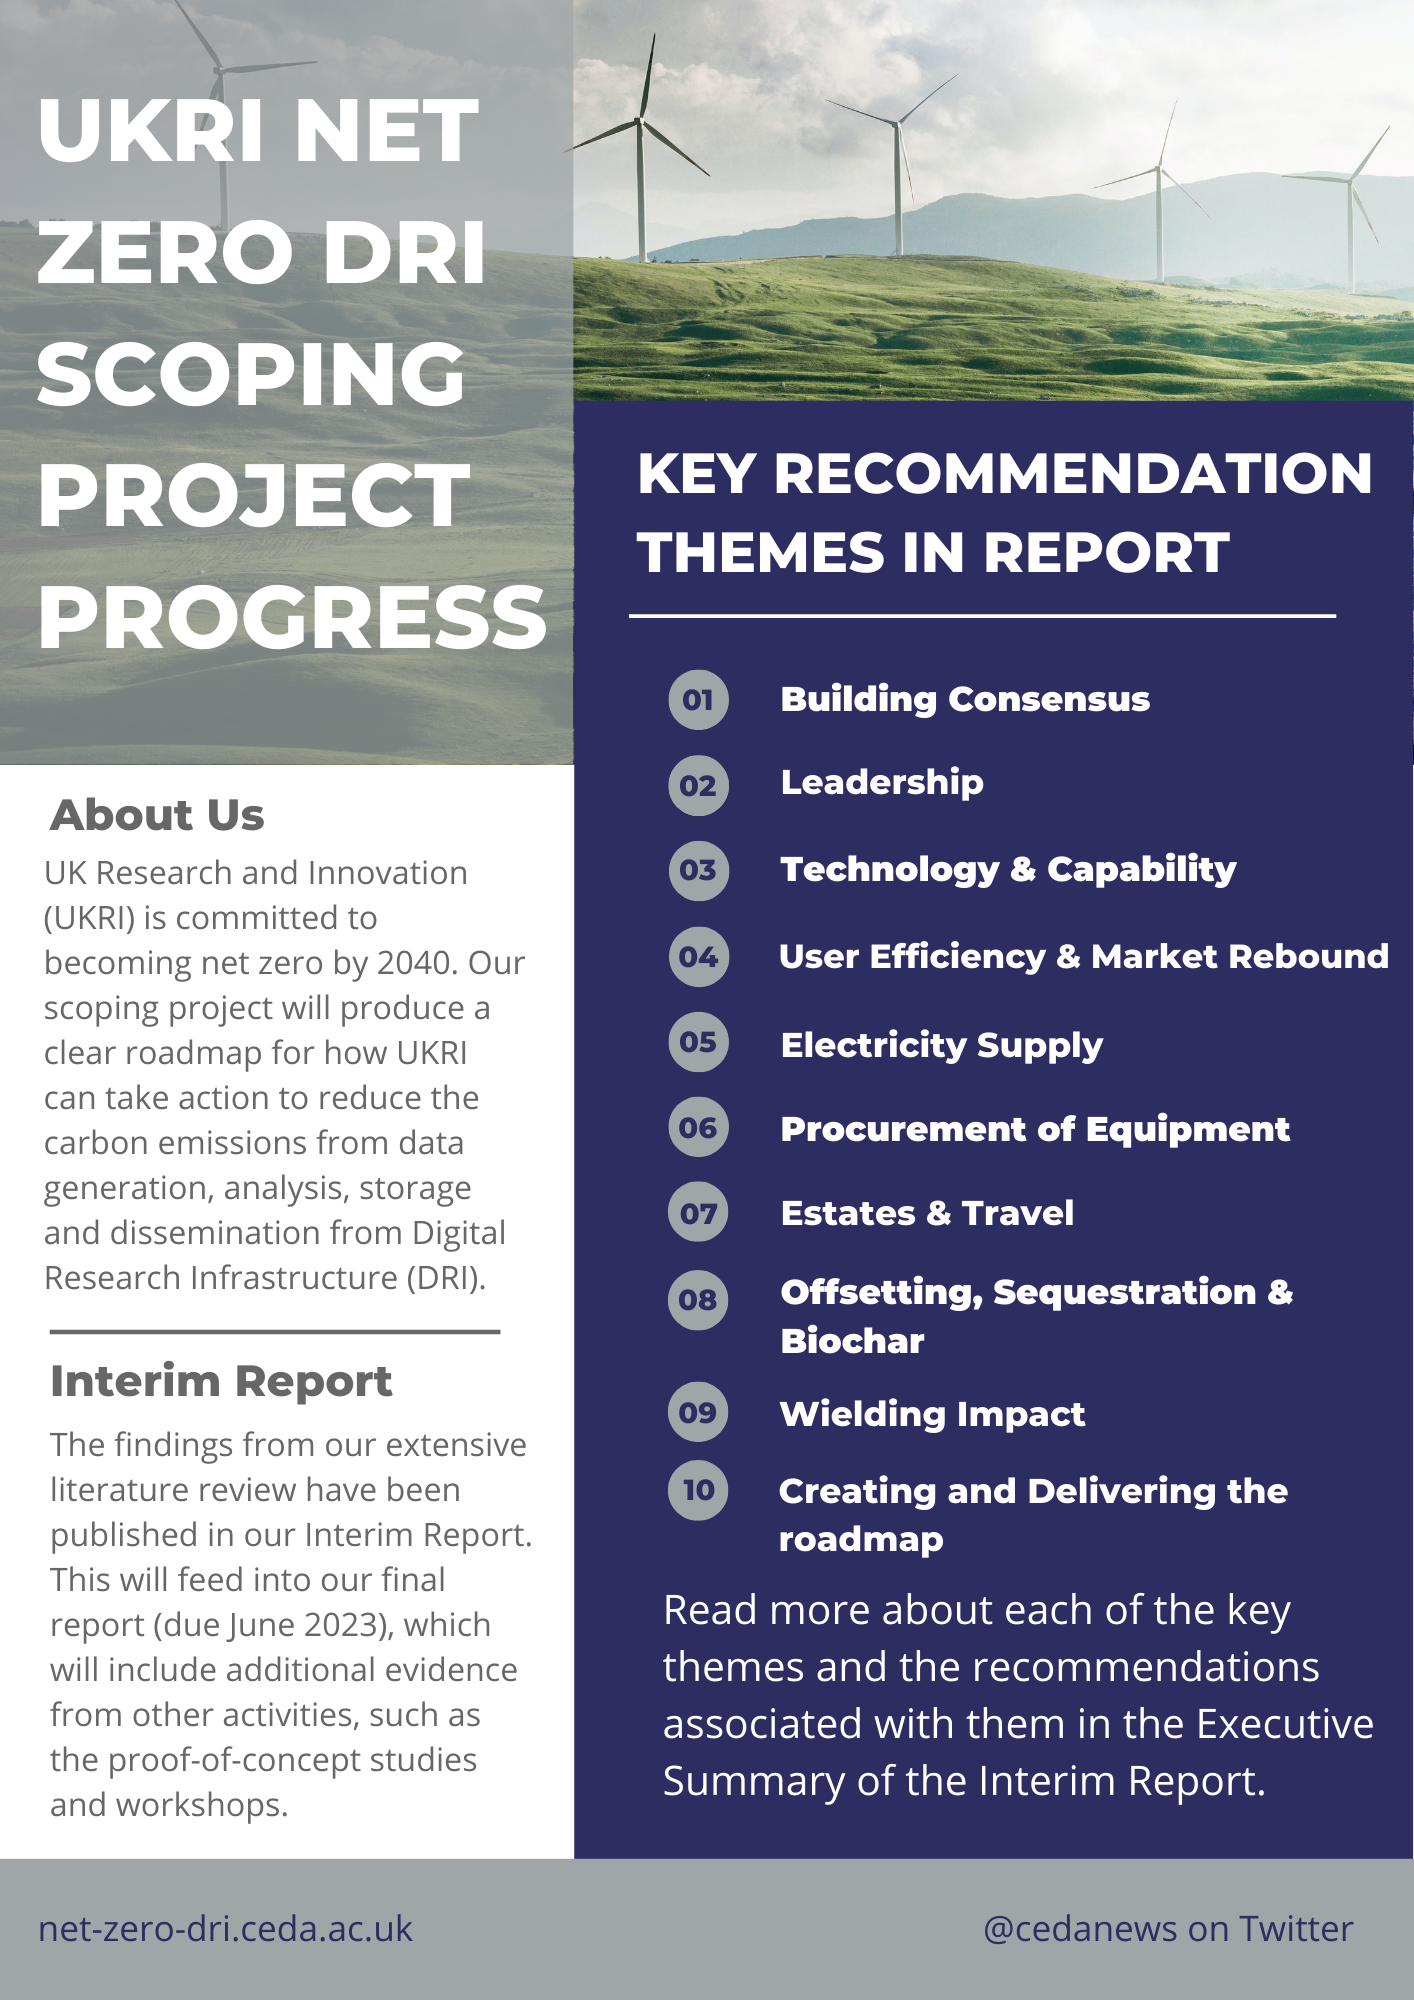 UKRI NET
ZERO DRI
SCOPING
PROJECT
PROGRESS
About Us
UK Research and Innovation
(UKRI) is committed to
becoming net zero by 2040. Our
scoping project will produce a
clear roadmap for how UKRI
can take action to reduce the
carbon emissions from data
generation, analysis, storage
and dissemination from Digital
Research Infrastructure (DRI).
Interim Report
The findings from our extensive
literature review have been
published in our Interim Report.
This will feed into our final
report (due June 2023), which
will include additional evidence
from other activities, such as
the proof-of-concept studies
and workshops.
KEY RECOMMENDATION
THEMES IN REPORT
01 Building Consensus
02 Leadership
03 Technology & Capability
04 User Efficiency & Market Rebound
05 Electricity Supply
06 Procurement of Equipment
07 Estates & Travel
08 Offsetting, Sequestration &
Biochar
09 Wielding Impact
10 Creating and Delivering the
roadmap
Read more about each of the key
themes and the recommendations
associated with them in the Executive
Summary of the Interim Report.
net-zero-dri.ceda.ac.uk
@cedanews on Twitter